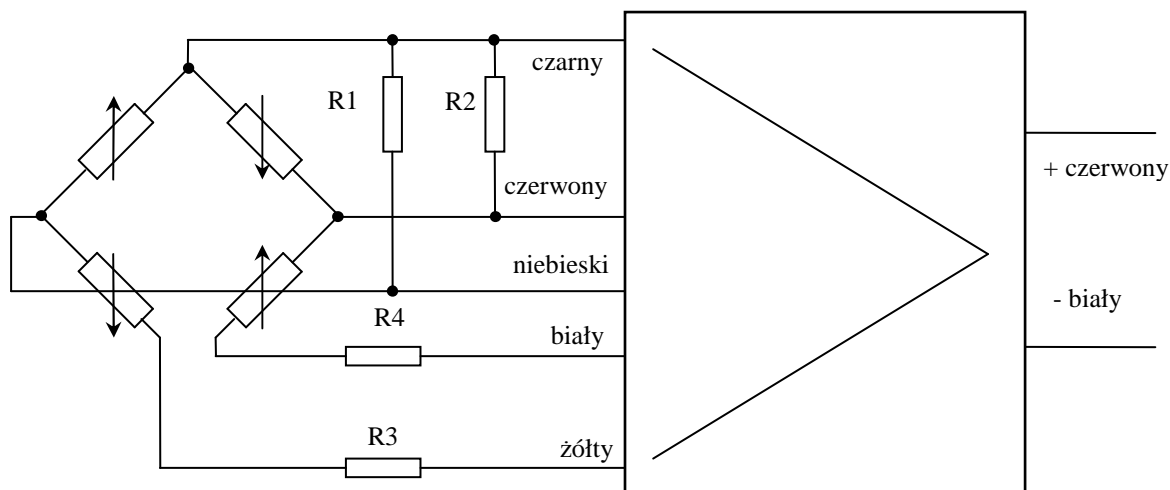 czarny
R1
R2
+ czerwony
czerwony
niebieski
- biały
R4
biały
R3
żółty